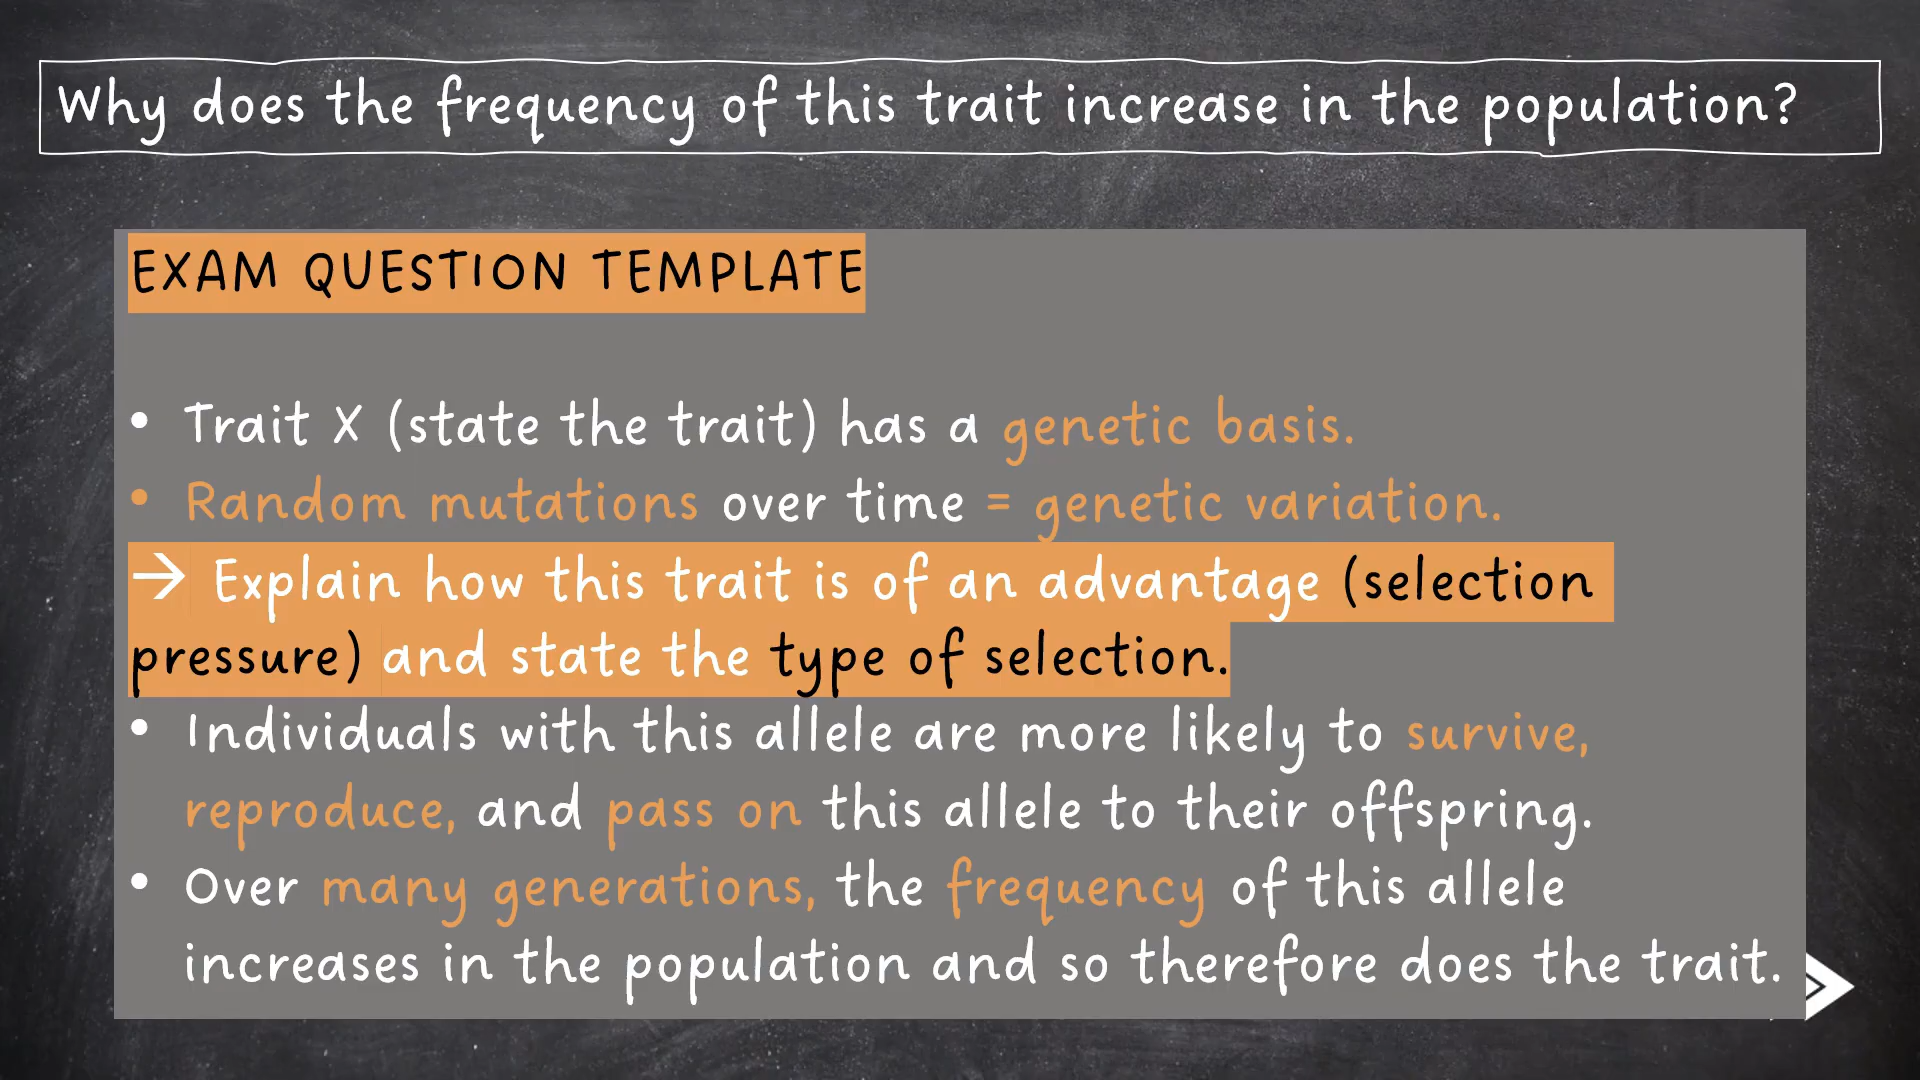 Why does the frequency of this trait increase in the population?
EXAM QUESTION TEMPLATE
• Trait X (state the trait) has a genetic basis.
• Random mutations over time = genetic variation.
→ Explain how this trait is of an advantage (selection
pressure) and state the type of selection.
• Individuals with this allele are more likely to survive,
reproduce, and pass on this allele to their offspring.
• Over many generations, the frequency of this allele
increases in the population and so therefore does the trait.